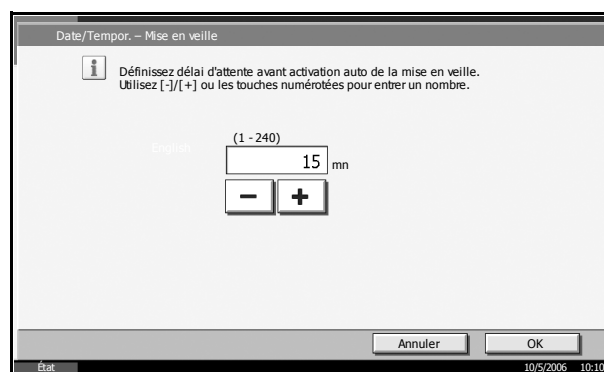 Date/Tempor. – Mise en veille
Définissez délai d'attente avant activation auto de la mise en veille.
Utilisez [-]/[+] ou les touches numérotées pour entrer un nombre.
English
(1 - 240)
15 mn
− +
Annuler OK
État 10/5/2006 10:10